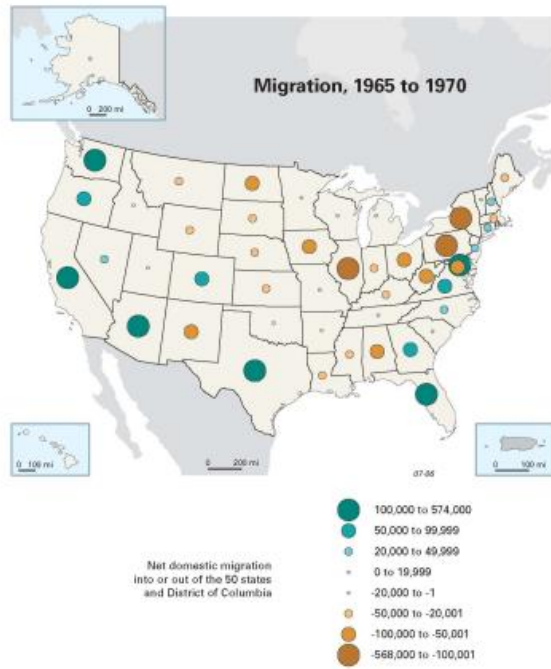 Migration, 1965 to 1970
0 200 mi
0 100 mi
0 200 mi
07-86
0 100 mi
Net domestic migration
into or out of the 50 states
and District of Columbia
100,000 to 574,000
50,000 to 99,999
20,000 to 49,999
0 to 19,999
-20,000 to -1
-50,000 to -20,001
-100,000 to -50,001
-568,000 to -100,001